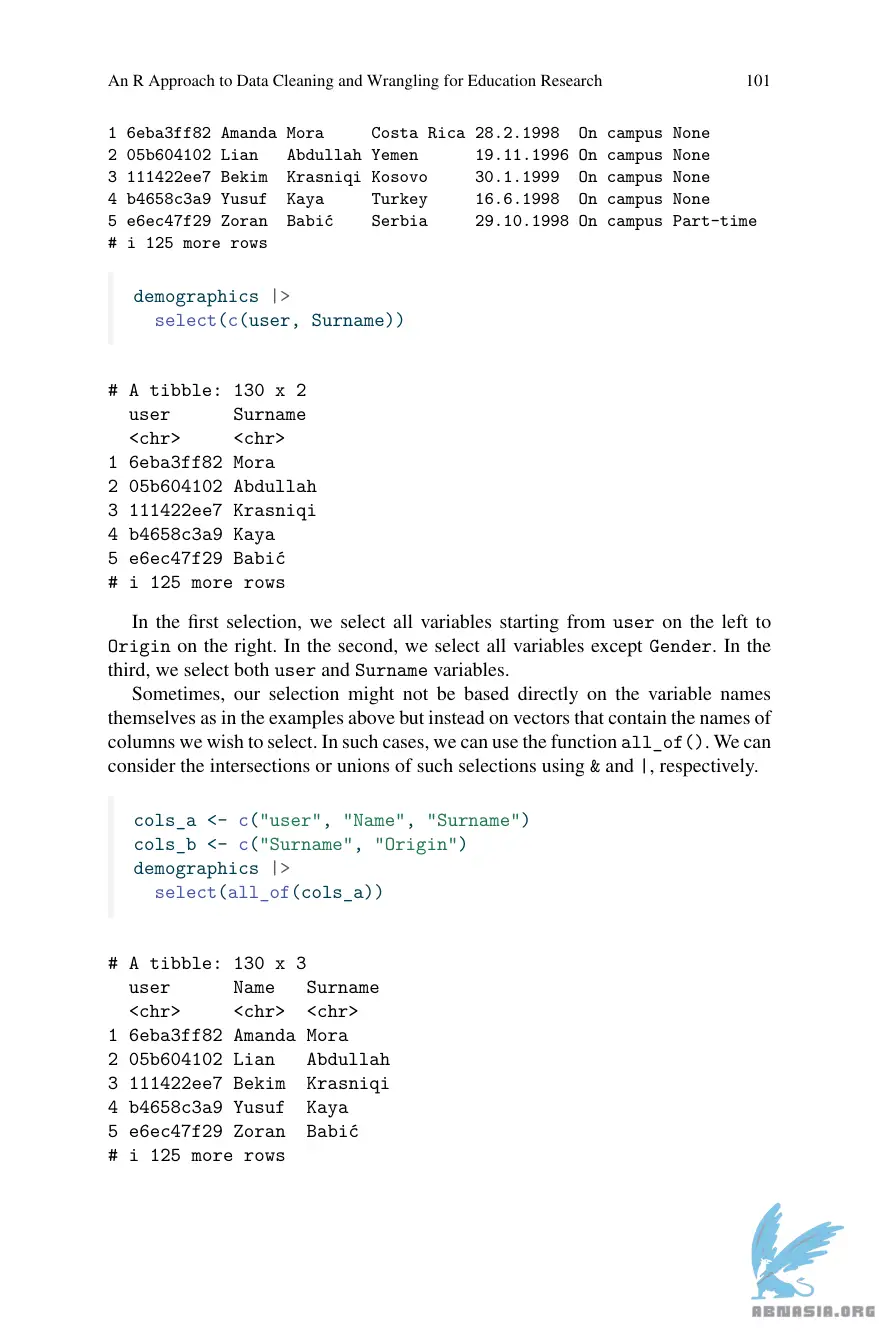 An R Approach to Data Cleaning and Wrangling for Education Research 101
1 6eba3ff82 Amanda Mora     Costa Rica 28.2.1998  On campus None
2 05b604102 Lian   Abdullah Yemen      19.11.1996 On campus None
3 111422ee7 Bekim  Krasniqi Kosovo     30.1.1999  On campus None
4 b4658c3a9 Yusuf  Kaya     Turkey     16.6.1998  On campus None
5 e6ec47f29 Zoran  Babić    Serbia     29.10.1998 On campus Part-time
# i 125 more rows
demographics |>
  select(c(user, Surname))
# A tibble: 130 x 2
  user      Surname
  <chr>     <chr>
1 6eba3ff82 Mora
2 05b604102 Abdullah
3 111422ee7 Krasniqi
4 b4658c3a9 Kaya
5 e6ec47f29 Babić
# i 125 more rows
In the first selection, we select all variables starting from user on the left to
Origin on the right. In the second, we select all variables except Gender. In the
third, we select both user and Surname variables.
Sometimes, our selection might not be based directly on the variable names
themselves as in the examples above but instead on vectors that contain the names of
columns we wish to select. In such cases, we can use the function all_of(). We can
consider the intersections or unions of such selections using & and |, respectively.
cols_a <- c("user", "Name", "Surname")
cols_b <- c("Surname", "Origin")
demographics |>
  select(all_of(cols_a))
# A tibble: 130 x 3
  user      Name   Surname
  <chr>     <chr>  <chr>
1 6eba3ff82 Amanda Mora
2 05b604102 Lian   Abdullah
3 111422ee7 Bekim  Krasniqi
4 b4658c3a9 Yusuf  Kaya
5 e6ec47f29 Zoran  Babić
# i 125 more rows
ABNASIA.ORG